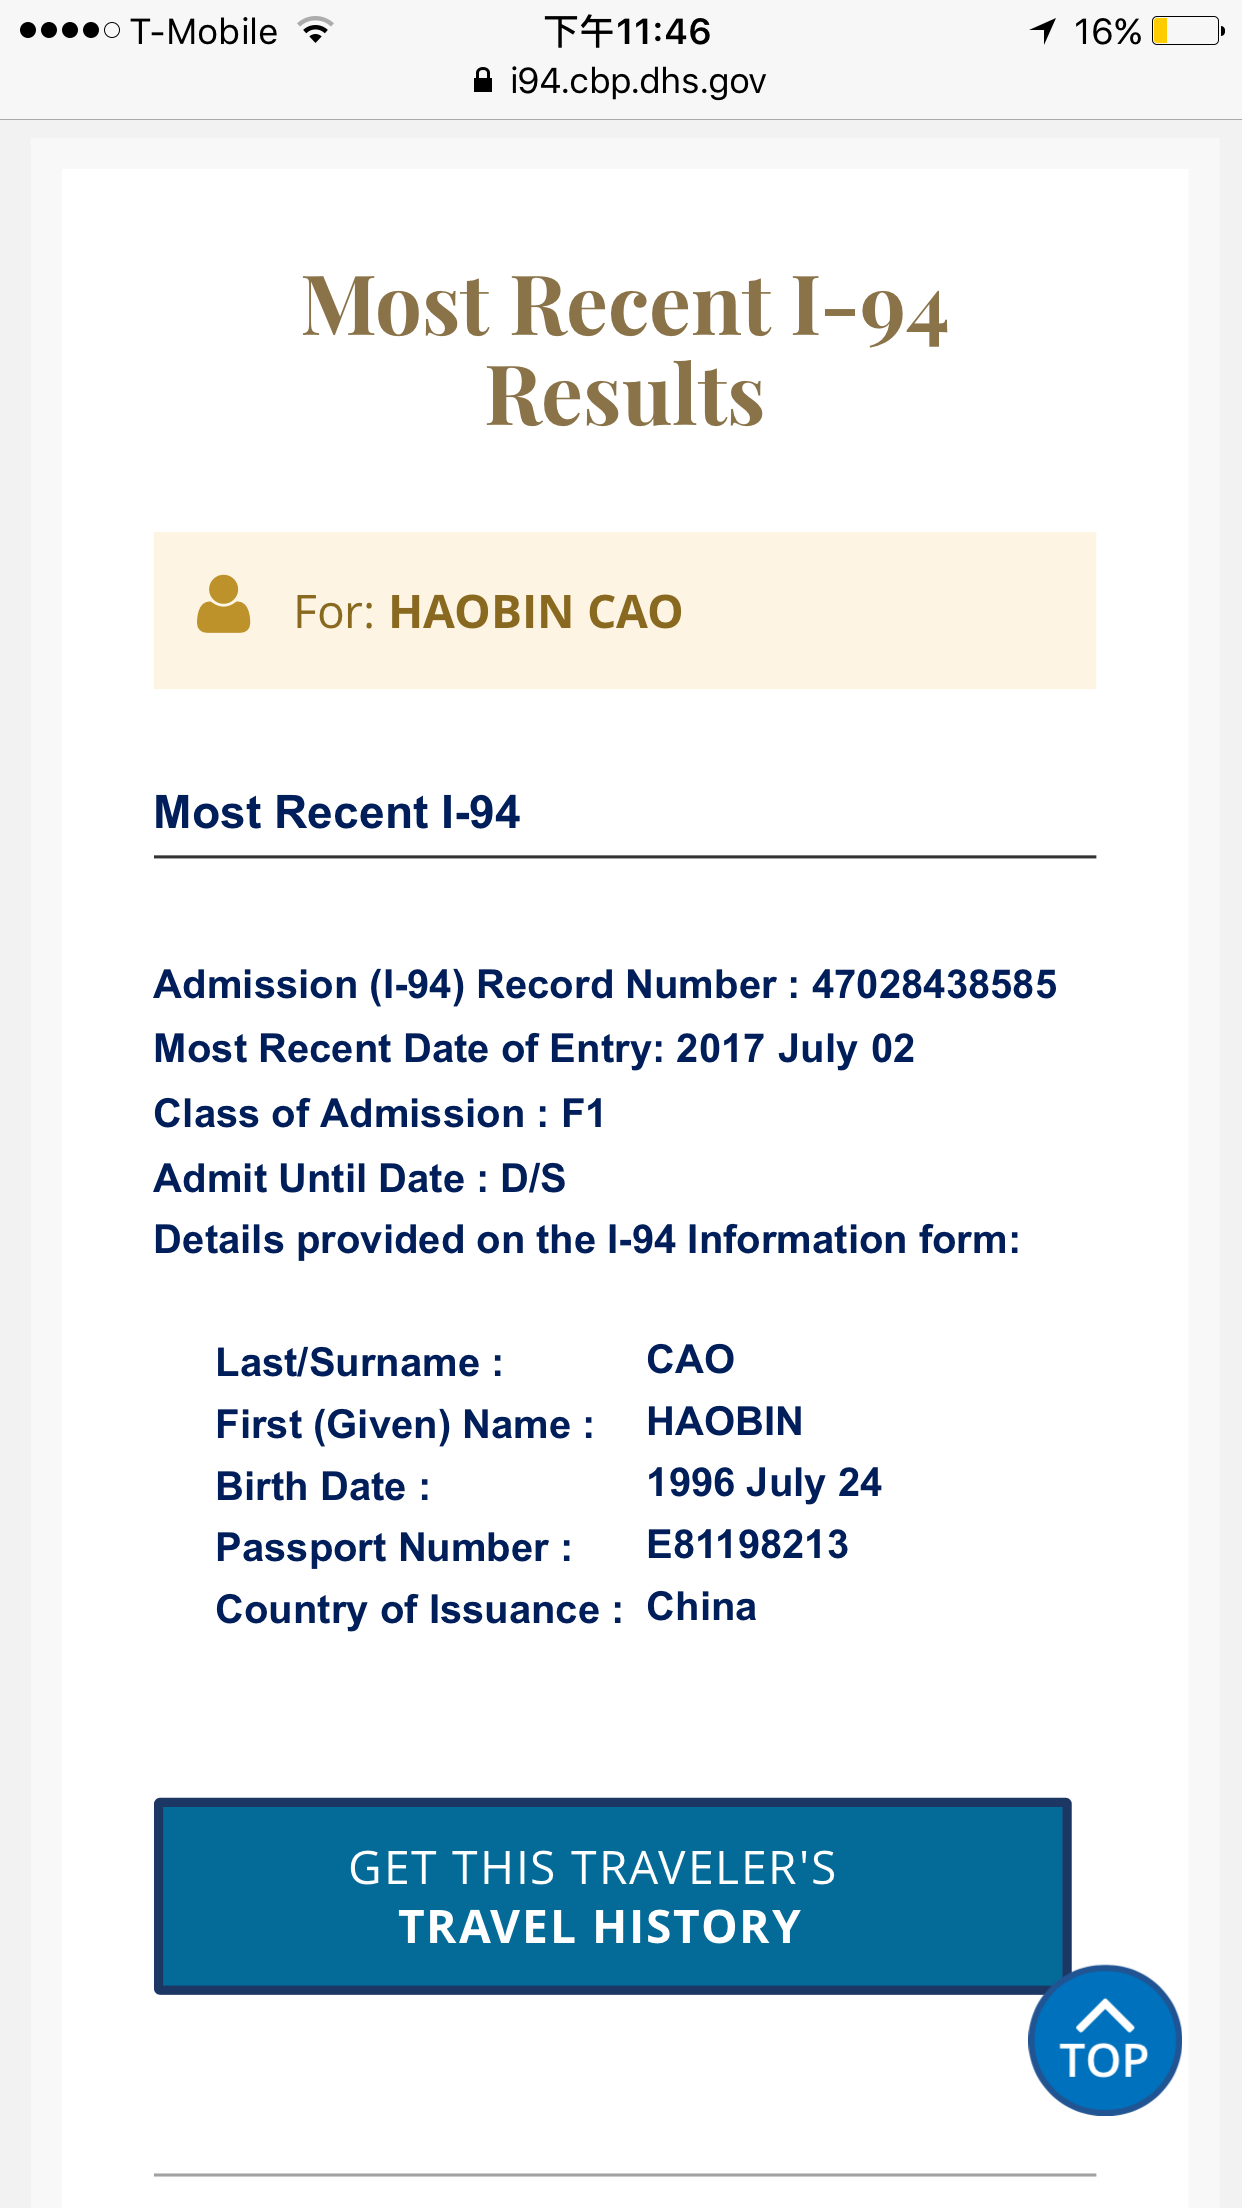 T-Mobile 下午11:46 16%
i94.cbp.dhs.gov
Most Recent I-94
Results
For: HAOBIN CAO
Most Recent I-94
Admission (I-94) Record Number : 47028438585
Most Recent Date of Entry: 2017 July 02
Class of Admission : F1
Admit Until Date : D/S
Details provided on the I-94 Information form:
Last/Surname : CAO
First (Given) Name : HAOBIN
Birth Date : 1996 July 24
Passport Number : E81198213
Country of Issuance : China
GET THIS TRAVELER'S
TRAVEL HISTORY
TOP